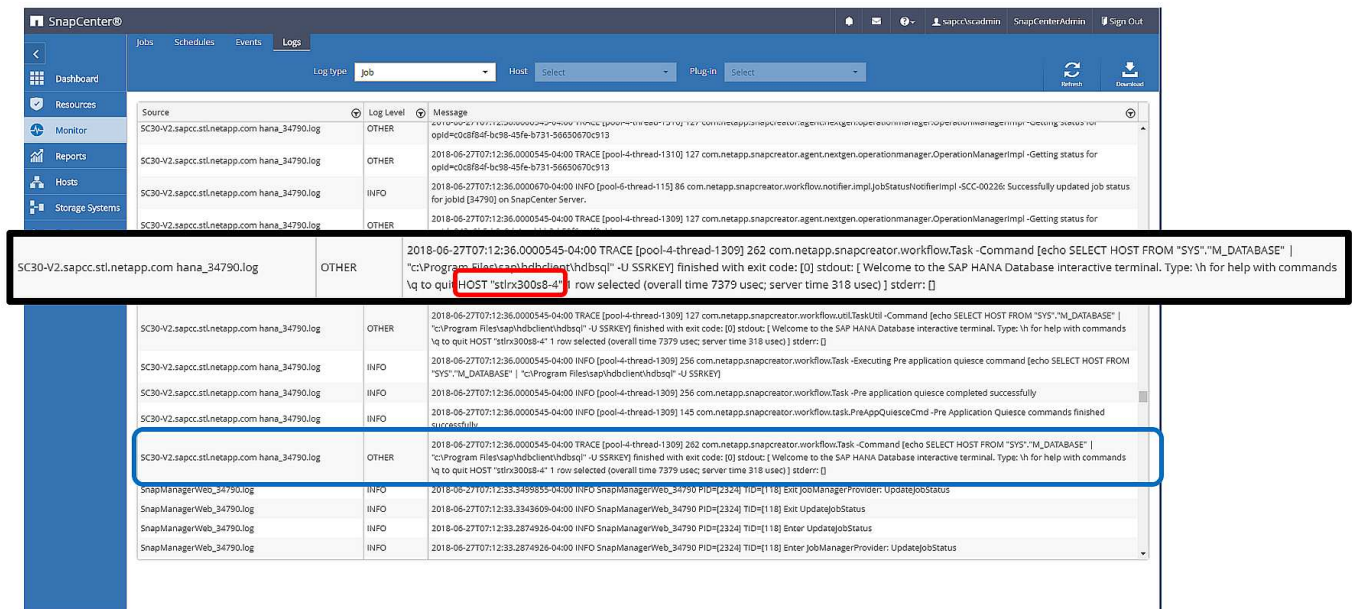 SnapCenter®
sapcc\scadmin SnapCenterAdmin Sign Out
Jobs Schedules Events Logs
Log type Job Host Select Plug-in Select
Refresh Download
Dashboard
Resources
Monitor
Reports
Hosts
Storage Systems
Source Log Level Message
SC30-V2.sapcc.stl.netapp.com hana_34790.log OTHER
opId=c0c8f84f-bc98-45fe-b731-56650670c913
SC30-V2.sapcc.stl.netapp.com hana_34790.log OTHER 2018-06-27T07:12:36.0000545-04:00 TRACE [pool-4-thread-1310] 127 com.netapp.snapcreator.agent.nextgen.operationmanager.OperationManagerImpl -Getting status for
opId=c0c8f84f-bc98-45fe-b731-56650670c913
SC30-V2.sapcc.stl.netapp.com hana_34790.log INFO 2018-06-27T07:12:36.0000670-04:00 INFO [pool-6-thread-115] 86 com.netapp.snapcreator.workflow.notifier.impl.JobStatusNotifierImpl -SCC-00226: Successfully updated job status
for jobId [34790] on SnapCenter Server.
SC30-V2.sapcc.stl.netapp.com hana_34790.log OTHER 2018-06-27T07:12:36.0000545-04:00 TRACE [pool-4-thread-1309] 127 com.netapp.snapcreator.agent.nextgen.operationmanager.OperationManagerImpl -Getting status for
SC30-V2.sapcc.stl.netapp.com hana_34790.log OTHER 2018-06-27T07:12:36.0000545-04:00 TRACE [pool-4-thread-1309] 262 com.netapp.snapcreator.workflow.Task -Command [echo SELECT HOST FROM "SYS"."M_DATABASE" |
"c:\Program Files\sap\hdbclient\hdbsql" -U SSRKEY] finished with exit code: [0] stdout: [ Welcome to the SAP HANA Database interactive terminal. Type: \h for help with commands
\q to quit HOST "stlrx300s8-4" 1 row selected (overall time 7379 usec; server time 318 usec) ] stderr: []
SC30-V2.sapcc.stl.netapp.com hana_34790.log OTHER 2018-06-27T07:12:36.0000545-04:00 TRACE [pool-4-thread-1309] 127 com.netapp.snapcreator.workflow.util.TaskUtil -Command [echo SELECT HOST FROM "SYS"."M_DATABASE" |
"c:\Program Files\sap\hdbclient\hdbsql" -U SSRKEY] finished with exit code: [0] stdout: [ Welcome to the SAP HANA Database interactive terminal. Type: \h for help with commands
\q to quit HOST "stlrx300s8-4" 1 row selected (overall time 7379 usec; server time 318 usec) ] stderr: []
SC30-V2.sapcc.stl.netapp.com hana_34790.log INFO 2018-06-27T07:12:36.0000545-04:00 INFO [pool-4-thread-1309] 256 com.netapp.snapcreator.workflow.Task -Executing Pre application quiesce command [echo SELECT HOST FROM
"SYS"."M_DATABASE" | "c:\Program Files\sap\hdbclient\hdbsql" -U SSRKEY]
SC30-V2.sapcc.stl.netapp.com hana_34790.log INFO 2018-06-27T07:12:36.0000545-04:00 INFO [pool-4-thread-1309] 256 com.netapp.snapcreator.workflow.Task -Pre application quiesce completed successfully
SC30-V2.sapcc.stl.netapp.com hana_34790.log INFO 2018-06-27T07:12:36.0000545-04:00 INFO [pool-4-thread-1309] 145 com.netapp.snapcreator.workflow.task.PreAppQuiesceCmd -Pre Application Quiesce commands finished
successfully
SC30-V2.sapcc.stl.netapp.com hana_34790.log OTHER 2018-06-27T07:12:36.0000545-04:00 TRACE [pool-4-thread-1309] 262 com.netapp.snapcreator.workflow.Task -Command [echo SELECT HOST FROM "SYS"."M_DATABASE" |
"c:\Program Files\sap\hdbclient\hdbsql" -U SSRKEY] finished with exit code: [0] stdout: [ Welcome to the SAP HANA Database interactive terminal. Type: \h for help with commands
\q to quit HOST "stlrx300s8-4" 1 row selected (overall time 7379 usec; server time 318 usec) ] stderr: []
SnapManagerWeb_34790.log INFO 2018-06-27T07:12:33.3499855-04:00 INFO SnapManagerWeb_34790 PID=[2324] TID=[118] Exit JobManagerProvider: UpdateJobStatus
SnapManagerWeb_34790.log INFO 2018-06-27T07:12:33.3343609-04:00 INFO SnapManagerWeb_34790 PID=[2324] TID=[118] Exit UpdateJobStatus
SnapManagerWeb_34790.log INFO 2018-06-27T07:12:33.2874926-04:00 INFO SnapManagerWeb_34790 PID=[2324] TID=[118] Enter UpdateJobStatus
SnapManagerWeb_34790.log INFO 2018-06-27T07:12:33.2874926-04:00 INFO SnapManagerWeb_34790 PID=[2324] TID=[118] Enter JobManagerProvider: UpdateJobStatus